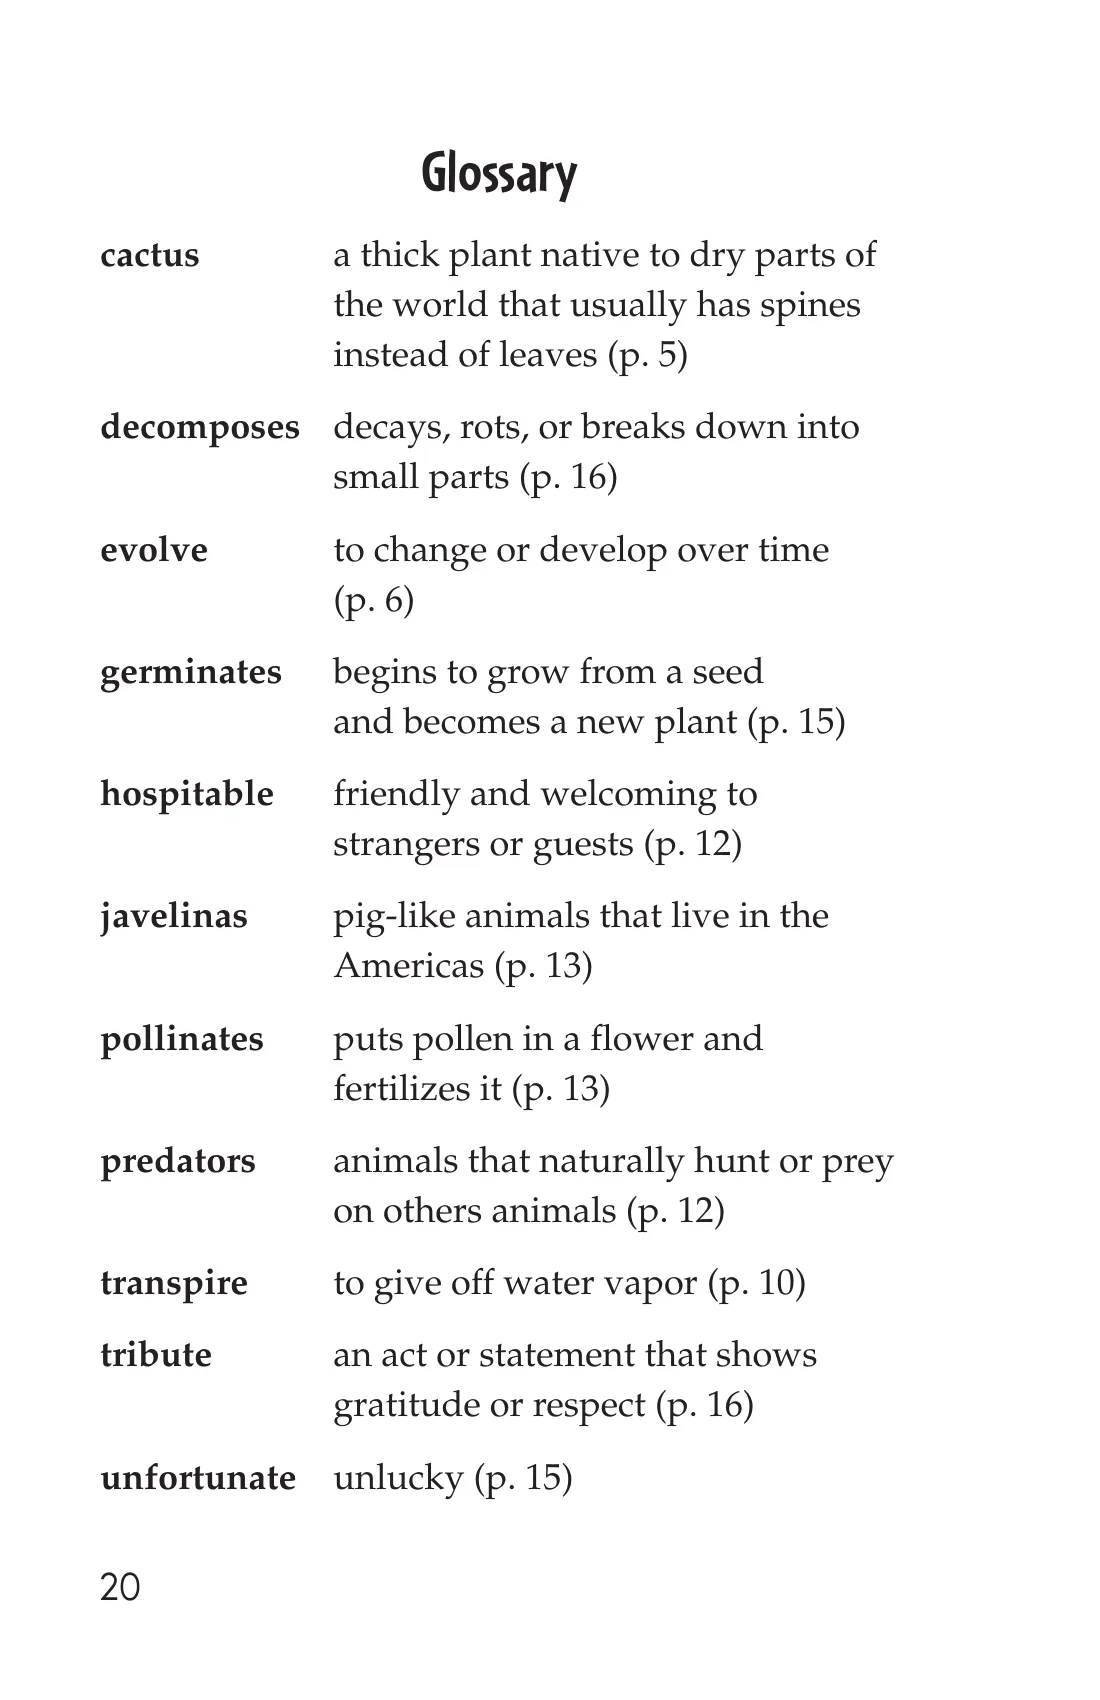 Glossary
cactus a thick plant native to dry parts of
the world that usually has spines
instead of leaves (p. 5)
decomposes decays, rots, or breaks down into
small parts (p. 16)
evolve to change or develop over time
(p. 6)
germinates begins to grow from a seed
and becomes a new plant (p. 15)
hospitable friendly and welcoming to
strangers or guests (p. 12)
javelinas pig-like animals that live in the
Americas (p. 13)
pollinates puts pollen in a flower and
fertilizes it (p. 13)
predators animals that naturally hunt or prey
on others animals (p. 12)
transpire to give off water vapor (p. 10)
tribute an act or statement that shows
gratitude or respect (p. 16)
unfortunate unlucky (p. 15)
20